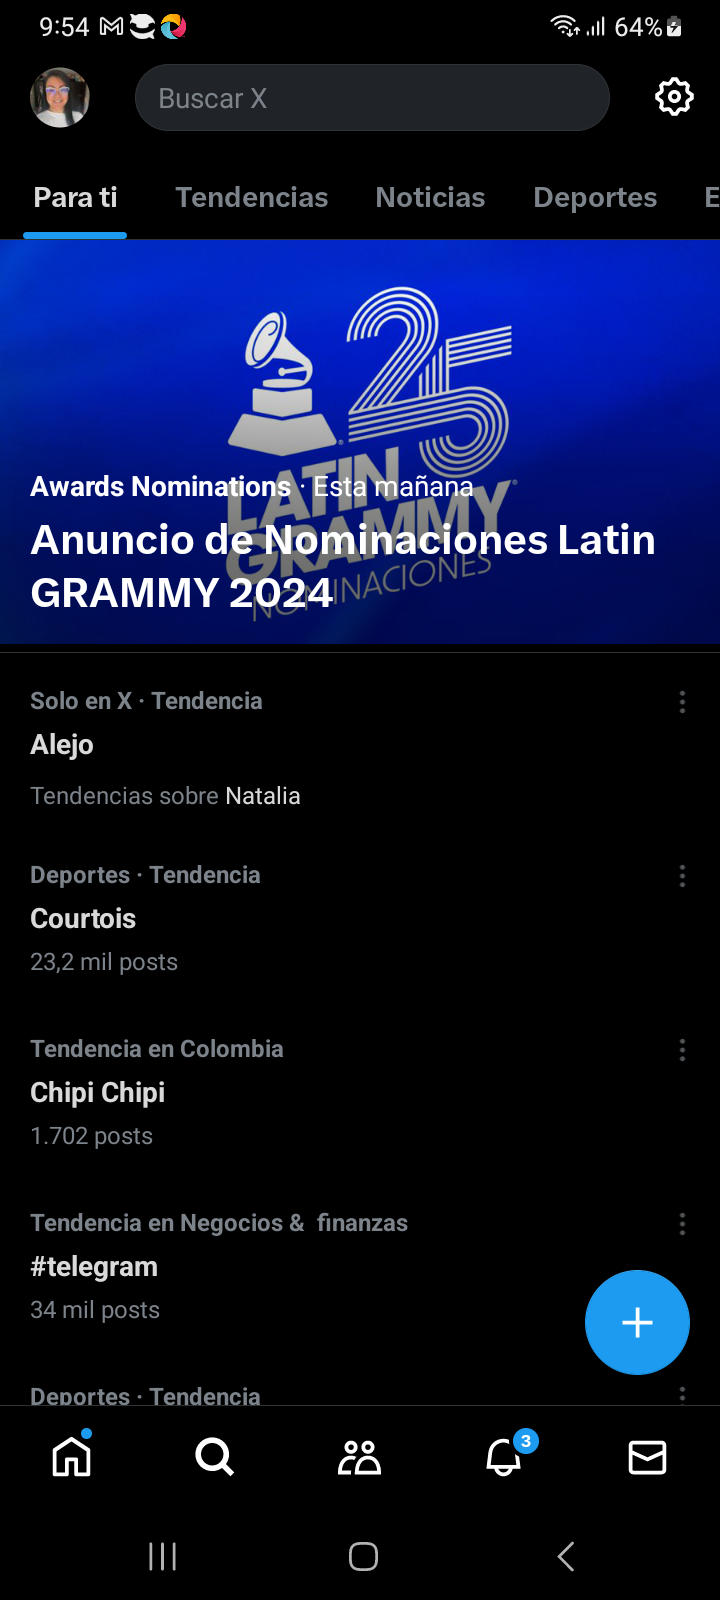 9:54
64%
Buscar X
Para ti
Tendencias
Noticias
Deportes
E
25
LATIN
GRAMMY
NOMINACIONES
Awards Nominations · Esta mañana
Anuncio de Nominaciones Latin
GRAMMY 2024
Solo en X · Tendencia
Alejo
Tendencias sobre Natalia
Deportes · Tendencia
Courtois
23,2 mil posts
Tendencia en Colombia
Chipi Chipi
1.702 posts
Tendencia en Negocios & finanzas
#telegram
34 mil posts
Deportes · Tendencia
3